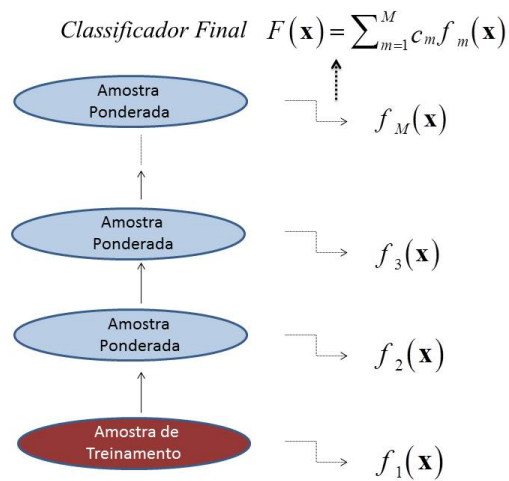 Classificador Final F(x) = ∑_{m=1}^{M} c_m f_m(x)
Amostra
Ponderada
f_M(x)
Amostra
Ponderada
f_3(x)
Amostra
Ponderada
f_2(x)
Amostra de
Treinamento
f_1(x)